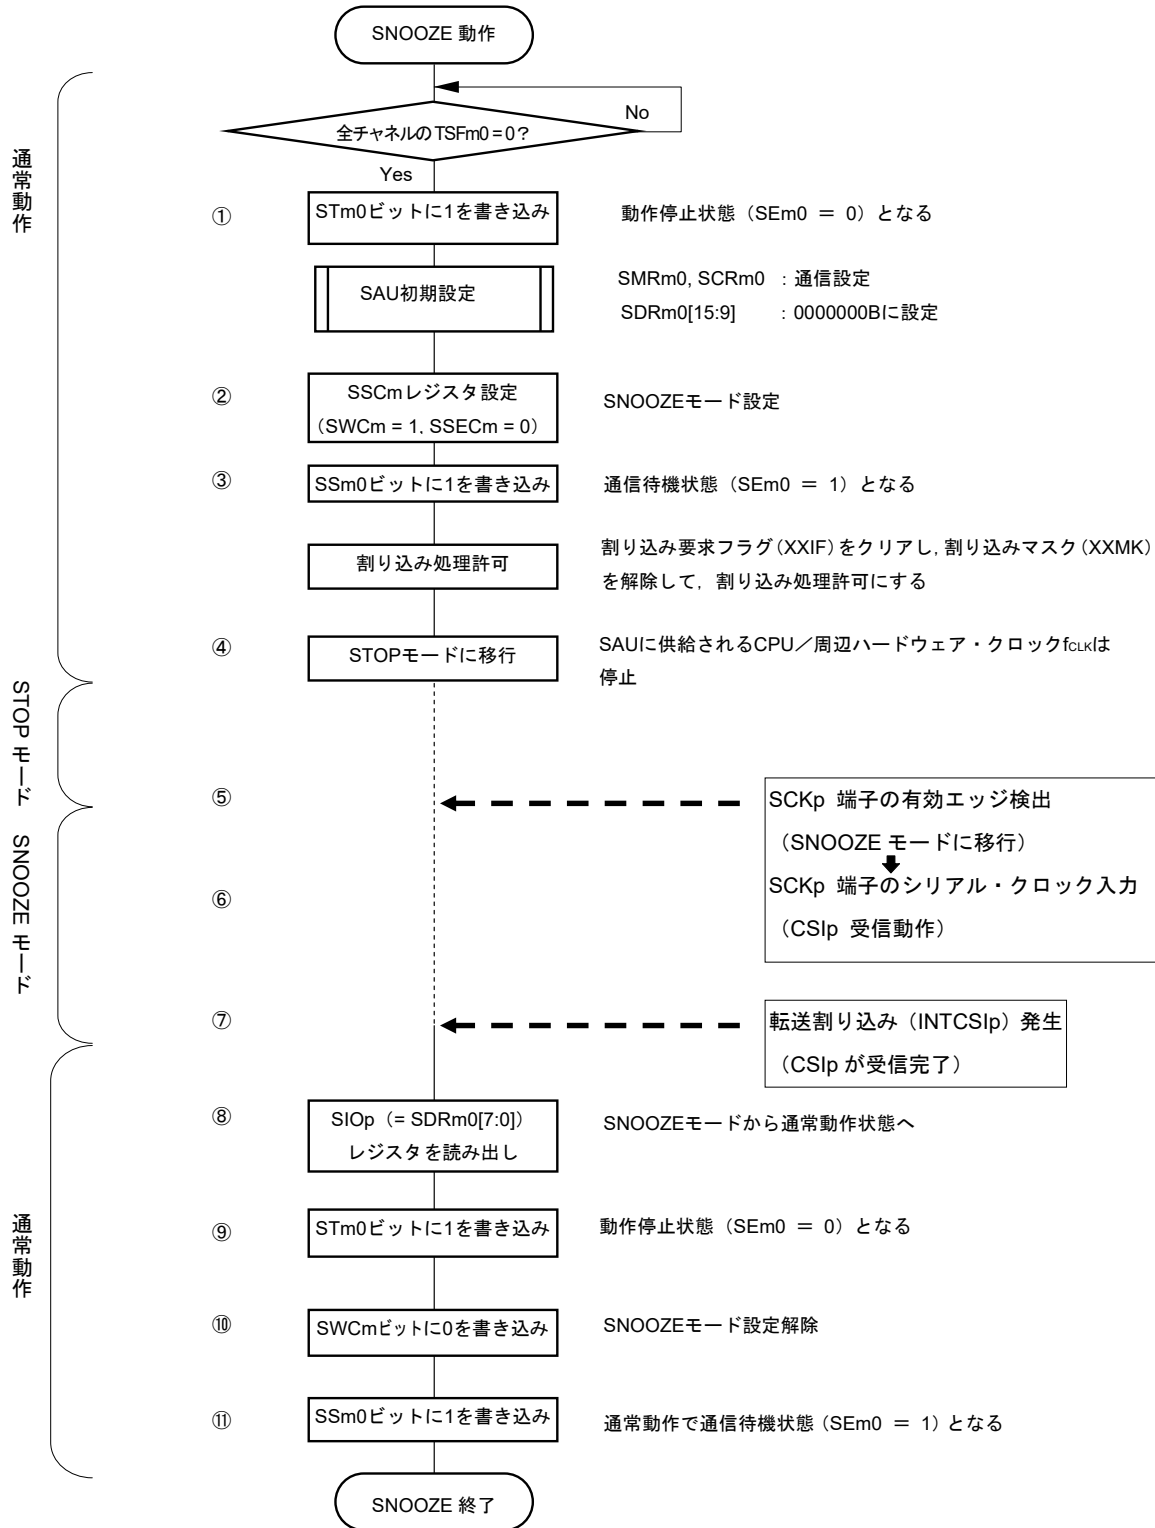 SNOOZE 動作
No
全チャネルのTSFm0 = 0？
Yes
通常動作
① STm0ビットに1を書き込み 動作停止状態（SEm0 ＝ 0）となる
SAU初期設定
SMRm0, SCRm0 ：通信設定
SDRm0[15:9] ：0000000Bに設定
② SSCmレジスタ設定
（SWCm = 1, SSECm = 0）
SNOOZEモード設定
③ SSm0ビットに1を書き込み 通信待機状態（SEm0 ＝ 1）となる
割り込み処理許可
割り込み要求フラグ（XXIF）をクリアし，割り込みマスク（XXMK）
を解除して，割り込み処理許可にする
④ STOPモードに移行
SAUに供給されるCPU／周辺ハードウェア・クロックfCLKは
停止
STOP モード
⑤
SCKp 端子の有効エッジ検出
（SNOOZE モードに移行）
SNOOZE モード
⑥
SCKp 端子のシリアル・クロック入力
（CSIp 受信動作）
⑦
転送割り込み（INTCSIp）発生
（CSIp が受信完了）
通常動作
⑧ SIOp（= SDRm0[7:0]）
レジスタを読み出し
SNOOZEモードから通常動作状態へ
⑨ STm0ビットに1を書き込み 動作停止状態（SEm0 ＝ 0）となる
⑩ SWCmビットに0を書き込み SNOOZEモード設定解除
⑪ SSm0ビットに1を書き込み 通常動作で通信待機状態（SEm0 ＝ 1）となる
SNOOZE 終了